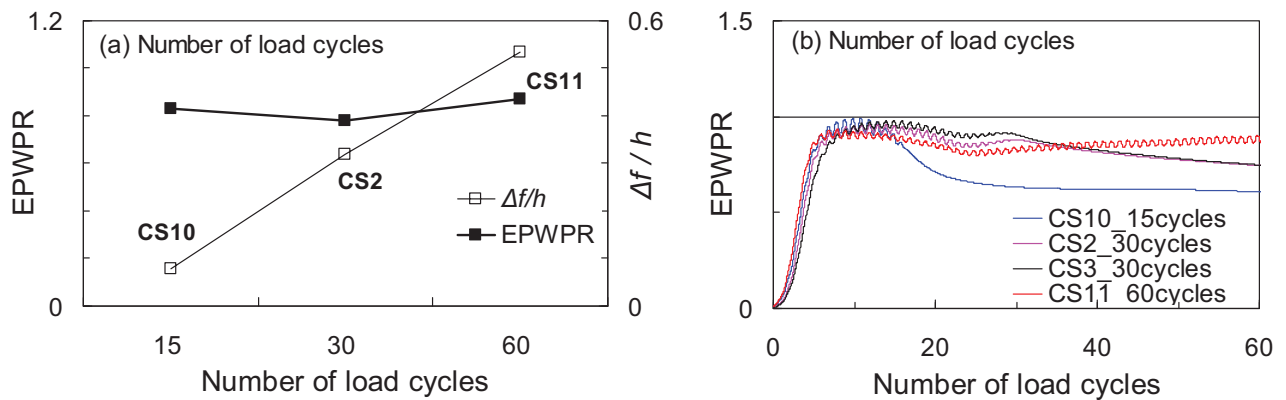 (a) Number of load cycles
1.2
0
EPWPR
0.6
0
Δf / h
CS10
CS2
CS11
Δf/h
EPWPR
15 30 60
Number of load cycles
(b) Number of load cycles
1.5
0
EPWPR
CS10_15cycles
CS2_30cycles
CS3_30cycles
CS11_60cycles
0 20 40 60
Number of load cycles